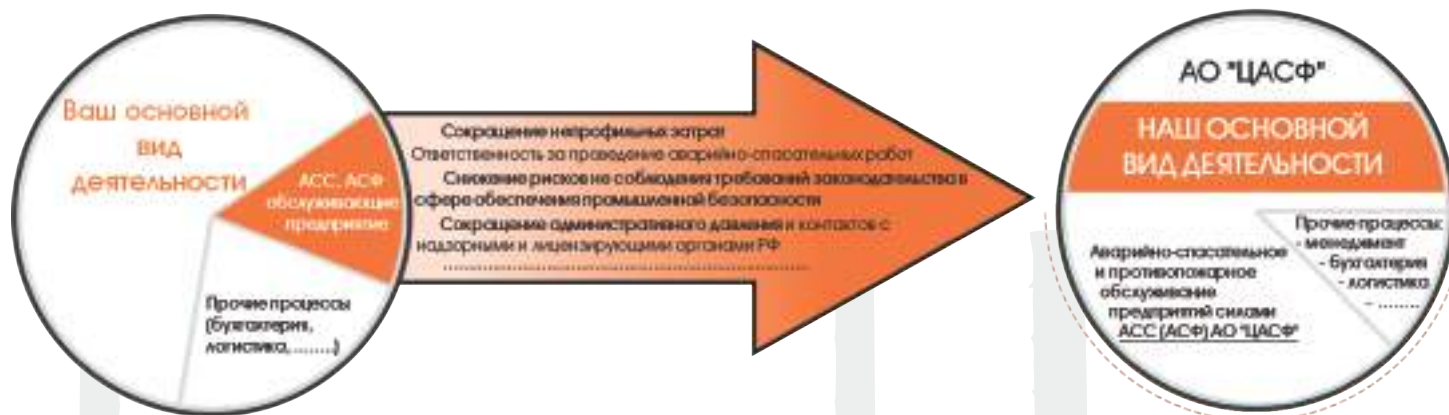 Ваш основной
вид
деятельности
АСС, АСФ
обслуживающие
предприятие
Прочие процессы
(бухгалтерия,
логистика,........)
Сокращение непрофильных затрат
Ответственность за проведение аварийно-спасательных работ
Снижение рисков не соблюдения требований законодательства в
сфере обеспечения промышленной безопасности
Сокращение административного давления и контактов с
надзорными и лицензирующими органами РФ
................................................................
АО "ЦАСФ"
НАШ ОСНОВНОЙ
ВИД ДЕЯТЕЛЬНОСТИ
Аварийно-спасательное
и противопожарное
обслуживание
предприятий силами
АСС (АСФ) АО "ЦАСФ"
Прочие процессы:
- менеджмент
- бухгалтерия
- логистика
- ........